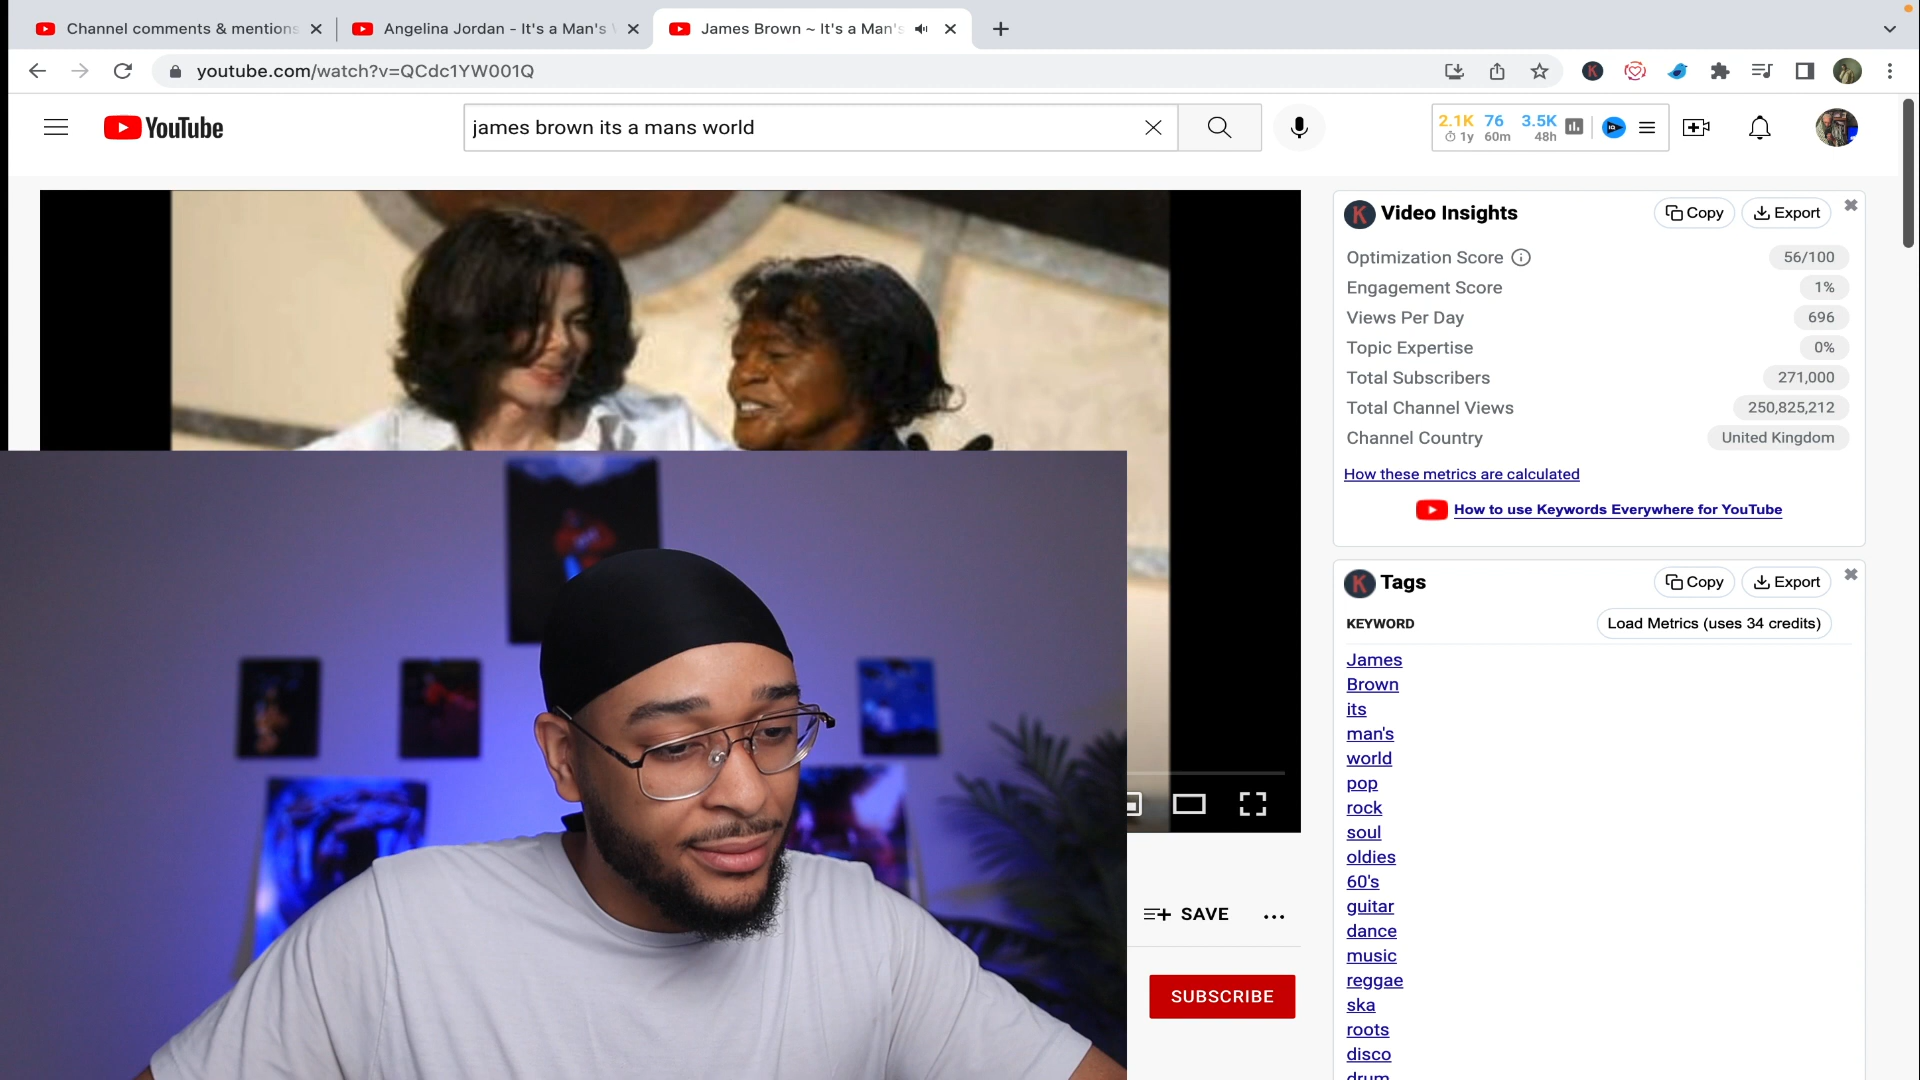 Channel comments & mentions
Angelina Jordan - It's a Man's
James Brown ~ It's a Man's
youtube.com/watch?v=QCdc1YW001Q
K
YouTube
james brown its a mans world
2.1K 76 3.5K
1y 60m 48h
K Video Insights
Copy
Export
Optimization Score 56/100
Engagement Score 1%
Views Per Day 696
Topic Expertise 0%
Total Subscribers 271,000
Total Channel Views 250,825,212
Channel Country United Kingdom
How these metrics are calculated
How to use Keywords Everywhere for YouTube
K Tags
Copy
Export
KEYWORD
Load Metrics (uses 34 credits)
James
Brown
its
man's
world
pop
rock
soul
oldies
60's
guitar
dance
music
reggae
ska
roots
disco
drum
SAVE
SUBSCRIBE